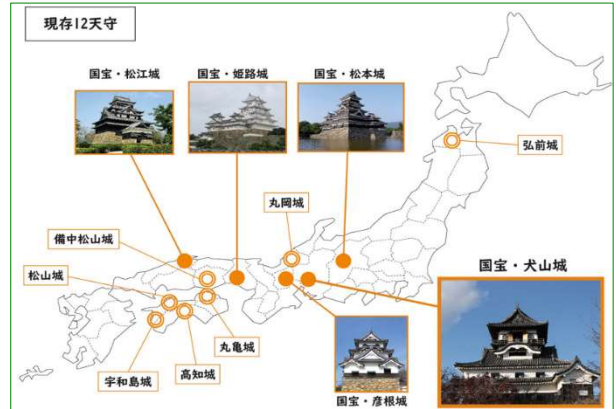 現存12天守
国宝・松江城
国宝・姫路城
国宝・松本城
弘前城
丸岡城
備中松山城
国宝・犬山城
松山城
丸亀城
宇和島城
高知城
国宝・彦根城